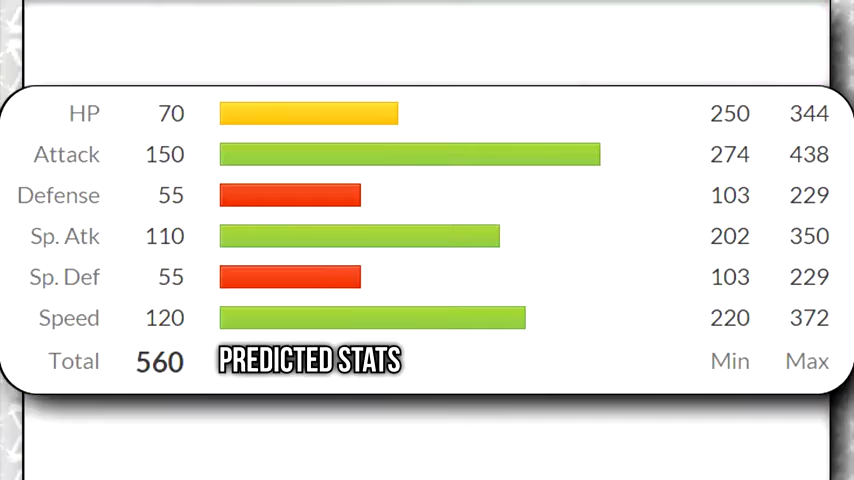 HP 70 250 344
Attack 150 274 438
Defense 55 103 229
Sp. Atk 110 202 350
Sp. Def 55 103 229
Speed 120 220 372
Total 560 PREDICTED STATS Min Max